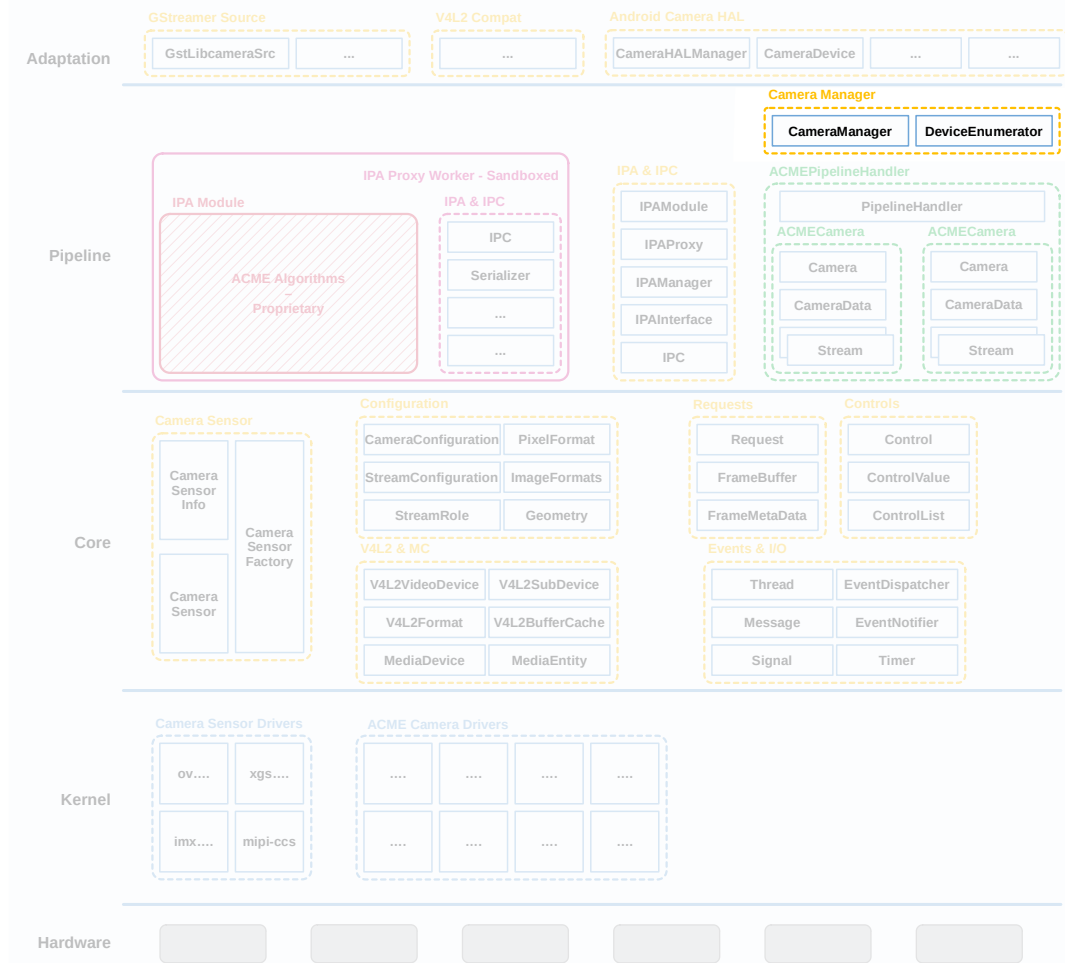 GStreamer Source
V4L2 Compat
Android Camera HAL
Adaptation
GstLibcameraSrc
...
...
CameraHALManager
CameraDevice
...
...
Camera Manager
CameraManager
DeviceEnumerator
Pipeline
IPA Proxy Worker - Sandboxed
IPA Module
ACME Algorithms
–
Proprietary
IPA & IPC
IPC
Serializer
...
...
IPA & IPC
IPAModule
IPAProxy
IPAManager
IPAInterface
IPC
ACMEPipelineHandler
PipelineHandler
ACMECamera
Camera
CameraData
Stream
ACMECamera
Camera
CameraData
Stream
Core
Camera Sensor
Camera
Sensor
Info
Camera
Sensor
Camera
Sensor
Factory
Configuration
CameraConfiguration
PixelFormat
StreamConfiguration
ImageFormats
StreamRole
Geometry
Requests
Request
FrameBuffer
FrameMetaData
Controls
Control
ControlValue
ControlList
V4L2 & MC
V4L2VideoDevice
V4L2SubDevice
V4L2Format
V4L2BufferCache
MediaDevice
MediaEntity
Events & I/O
Thread
EventDispatcher
Message
EventNotifier
Signal
Timer
Kernel
Camera Sensor Drivers
ov....
xgs....
imx....
mipi-ccs
ACME Camera Drivers
....
....
....
....
....
....
....
....
Hardware